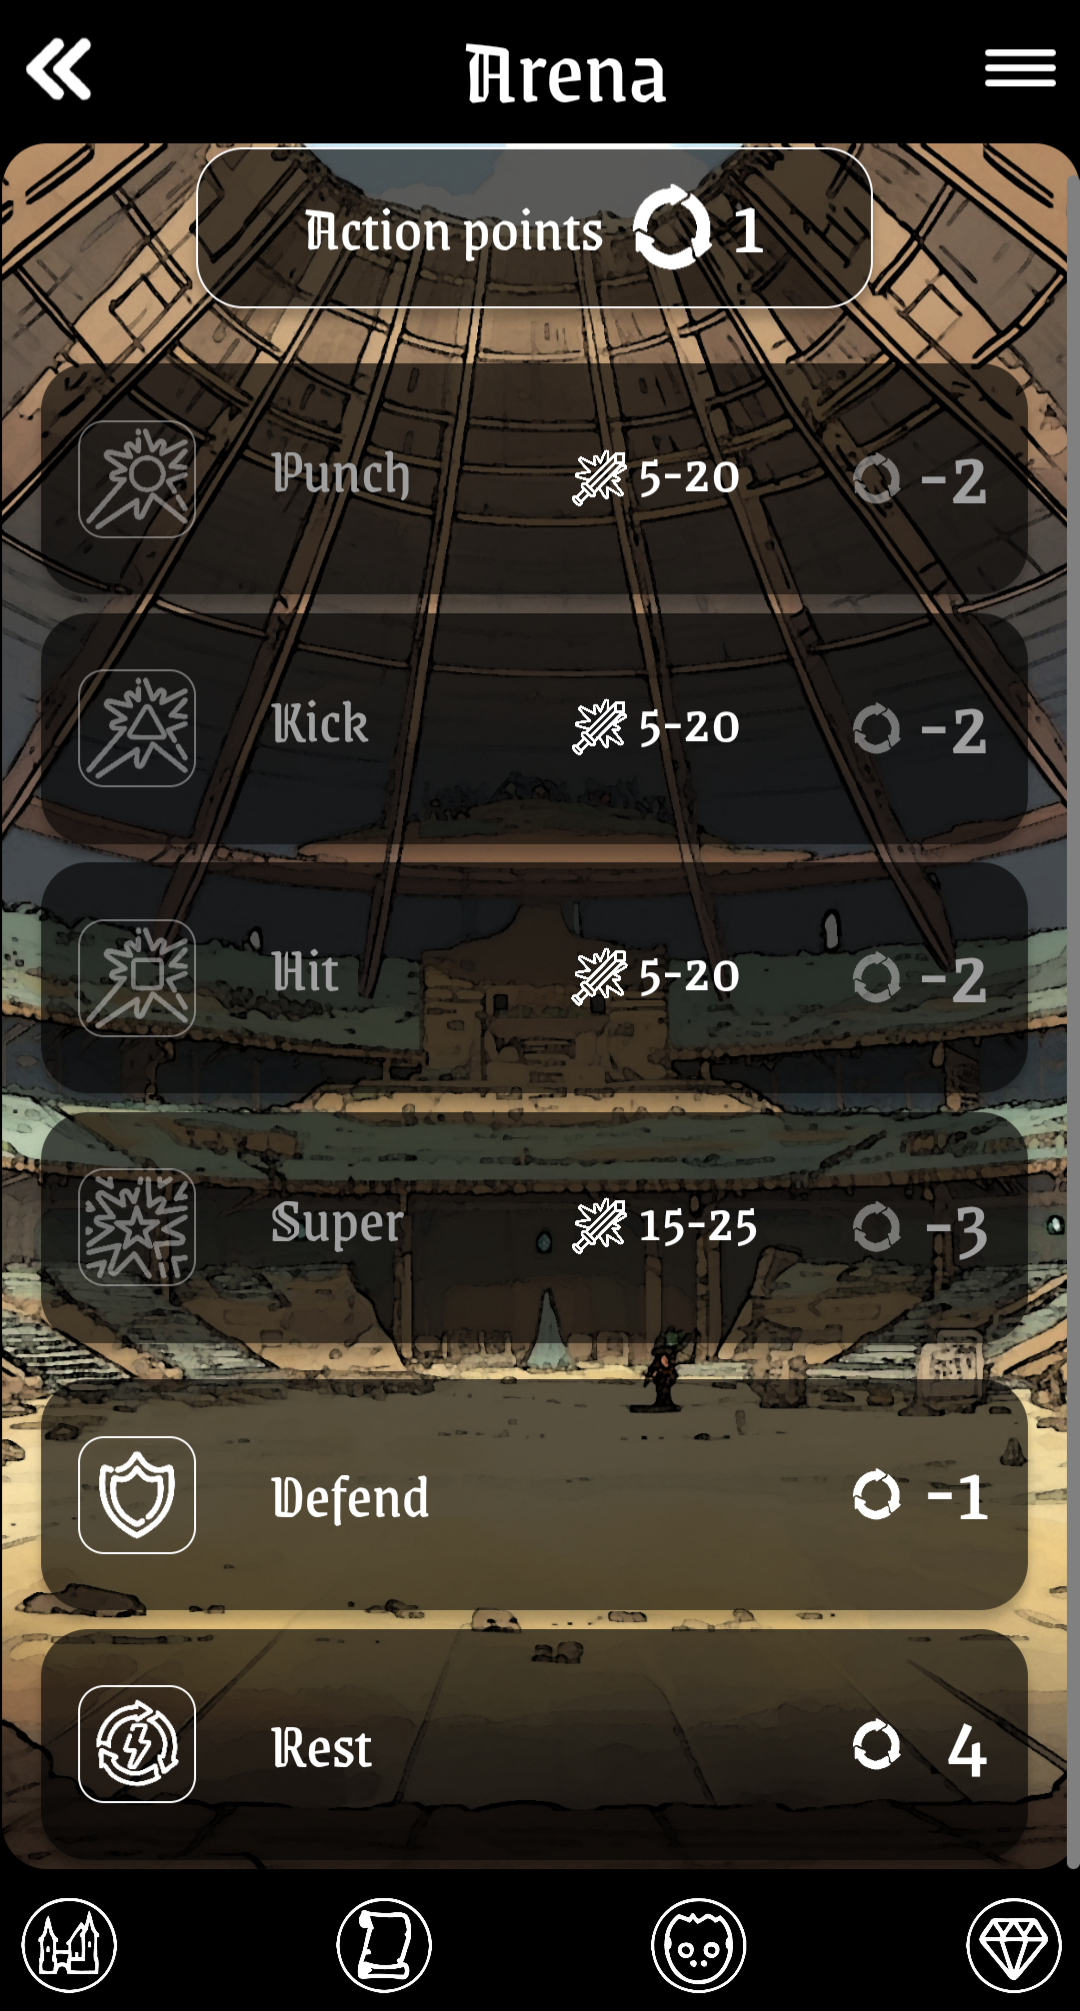 Arena
Action points 1
Punch 5-20 -2
Kick 5-20 -2
Hit 5-20 -2
Super 15-25 -3
Defend -1
Rest 4